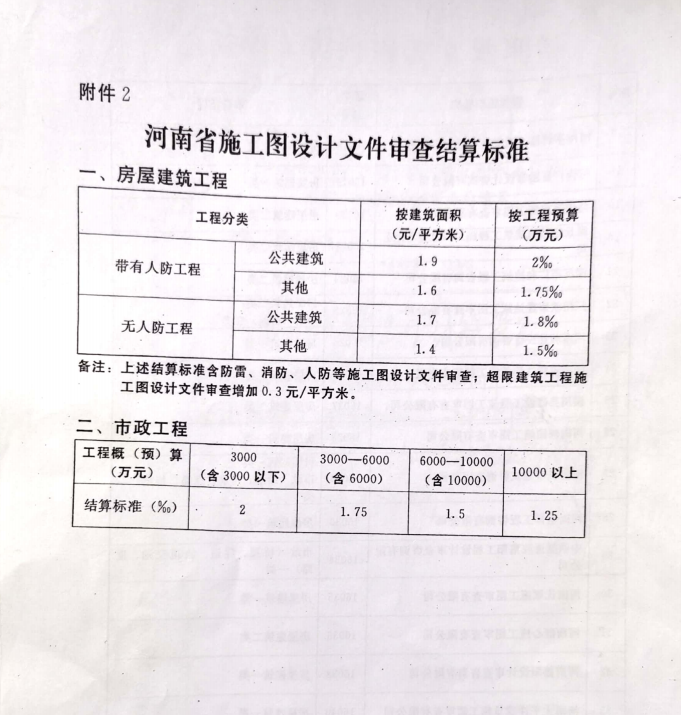 附件2
河南省施工图设计文件审查结算标准
一、房屋建筑工程
工程分类 按建筑面积（元/平方米） 按工程预算（万元）
带有人防工程 公共建筑 1.9 2‰
其他 1.6 1.75‰
无人防工程 公共建筑 1.7 1.8‰
其他 1.4 1.5‰
备注：上述结算标准含防雷、消防、人防等施工图设计文件审查；超限建筑工程施
工图设计文件审查增加0.3元/平方米。
二、市政工程
工程概（预）算（万元） 3000（含3000以下） 3000—6000（含6000） 6000—10000（含10000） 10000以上
结算标准（‰） 2 1.75 1.5 1.25